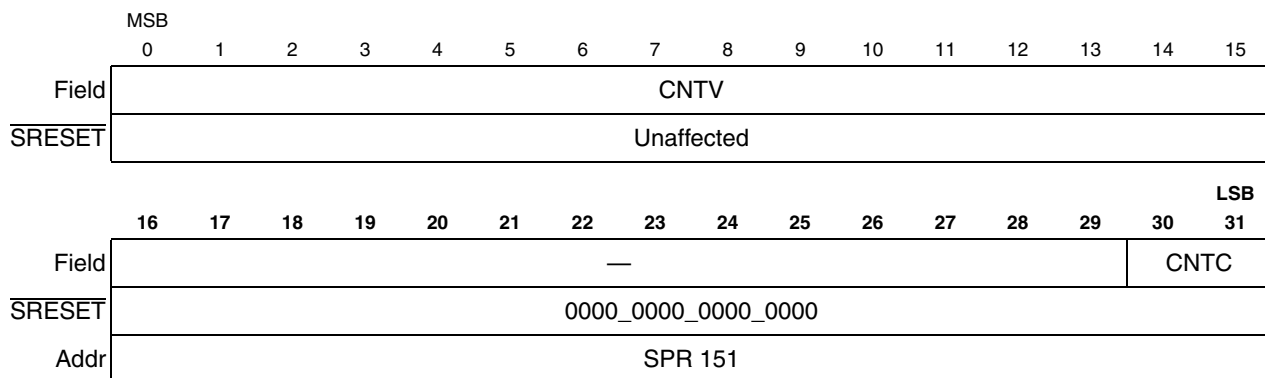 MSB
0 1 2 3 4 5 6 7 8 9 10 11 12 13 14 15
Field CNTV
SRESET Unaffected
LSB
16 17 18 19 20 21 22 23 24 25 26 27 28 29 30 31
Field — CNTC
SRESET 0000_0000_0000_0000
Addr SPR 151